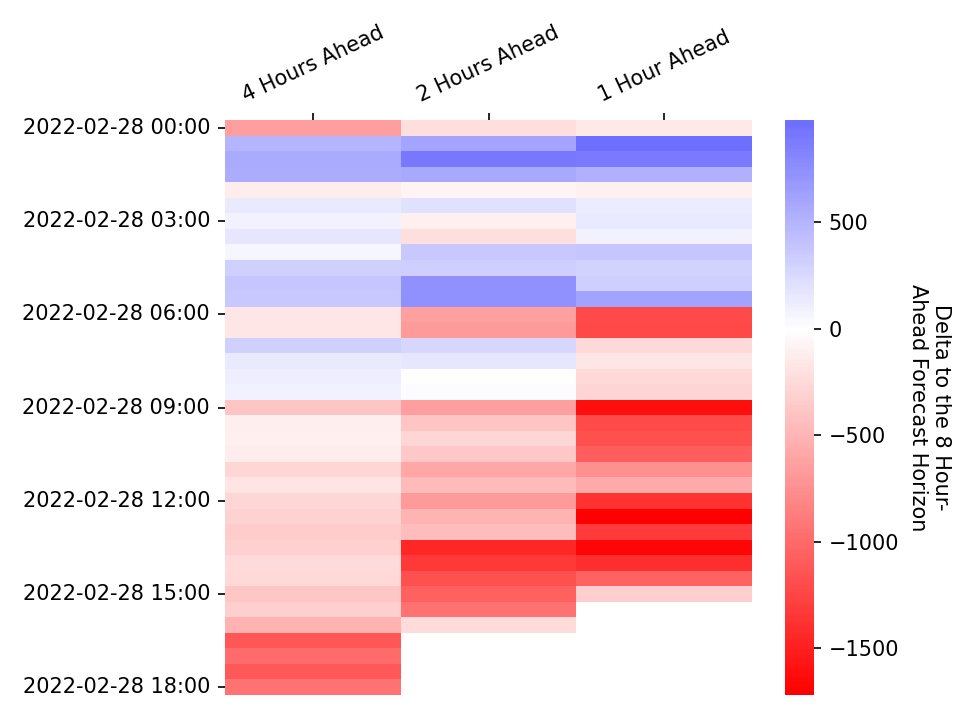 4 Hours Ahead
2 Hours Ahead
1 Hour Ahead
2022-02-28 00:00
2022-02-28 03:00
2022-02-28 06:00
2022-02-28 09:00
2022-02-28 12:00
2022-02-28 15:00
2022-02-28 18:00
500
0
−500
−1000
−1500
Delta to the 8 Hour-
Ahead Forecast Horizon